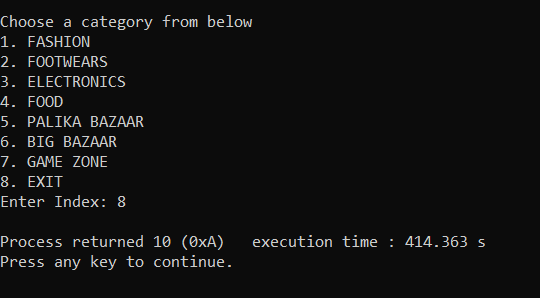 Choose a category from below
1. FASHION
2. FOOTWEARS
3. ELECTRONICS
4. FOOD
5. PALIKA BAZAAR
6. BIG BAZAAR
7. GAME ZONE
8. EXIT
Enter Index: 8
Process returned 10 (0xA)   execution time : 414.363 s
Press any key to continue.